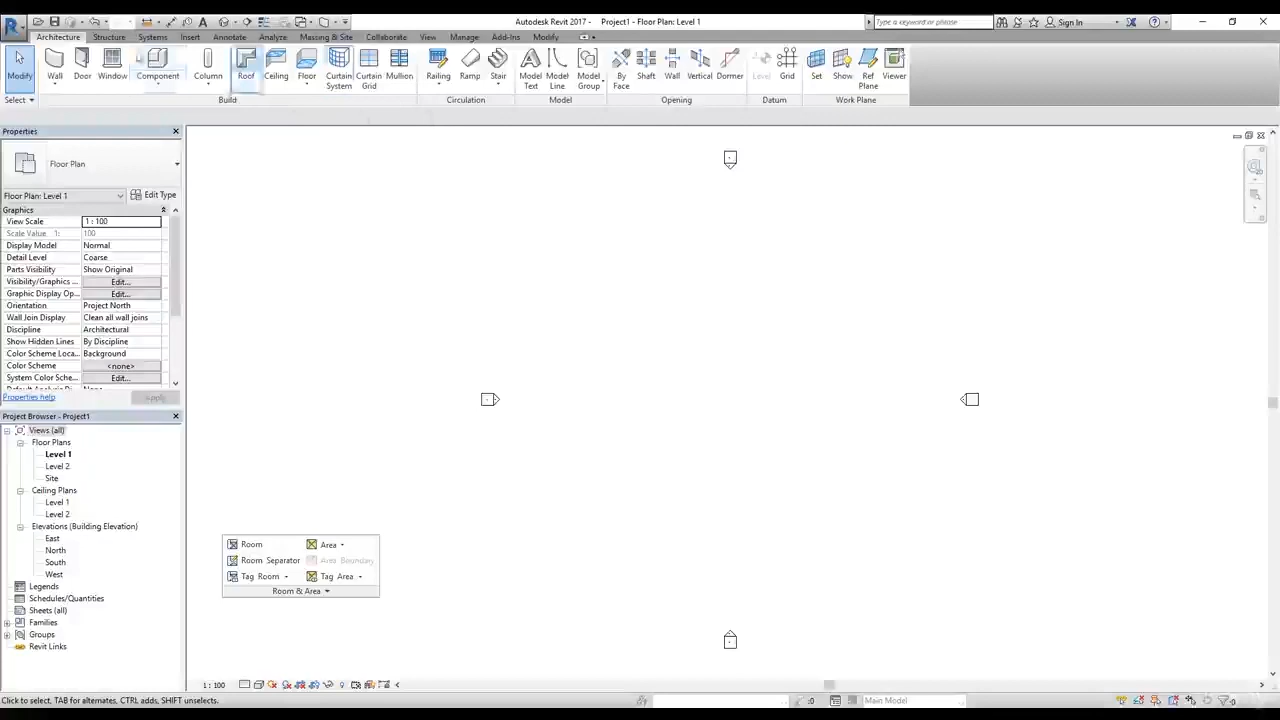 Autodesk Revit 2017 - Project1 - Floor Plan: Level 1
Type a keyword or phrase
Sign In
Architecture Structure Systems Insert Annotate Analyze Massing & Site Collaborate View Manage Add-Ins Modify
Modify Wall Door Window Component Column Roof Ceiling Floor Curtain System Curtain Grid Mullion Railing Ramp Stair Model Text Model Line Model Group By Face Shaft Wall Vertical Dormer Level Grid Set Show Ref Plane Viewer
Select Build Circulation Model Opening Datum Work Plane
Properties
Floor Plan
Floor Plan: Level 1 Edit Type
Graphics
View Scale 1 : 100
Scale Value 1: 100
Display Model Normal
Detail Level Coarse
Parts Visibility Show Original
Visibility/Graphics ... Edit...
Graphic Display Op... Edit...
Orientation Project North
Wall Join Display Clean all wall joins
Discipline Architectural
Show Hidden Lines By Discipline
Color Scheme Loca... Background
Color Scheme <none>
System Color Sche... Edit...
Properties help Apply
Project Browser - Project1
Views (all)
Floor Plans
Level 1
Level 2
Site
Ceiling Plans
Level 1
Level 2
Elevations (Building Elevation)
East
North
South
West
Legends
Schedules/Quantities
Sheets (all)
Families
Groups
Revit Links
Room Area
Room Separator Area Boundary
Tag Room Tag Area
Room & Area
1 : 100
Click to select, TAB for alternates, CTRL adds, SHIFT unselects.
:0
Main Model
:0